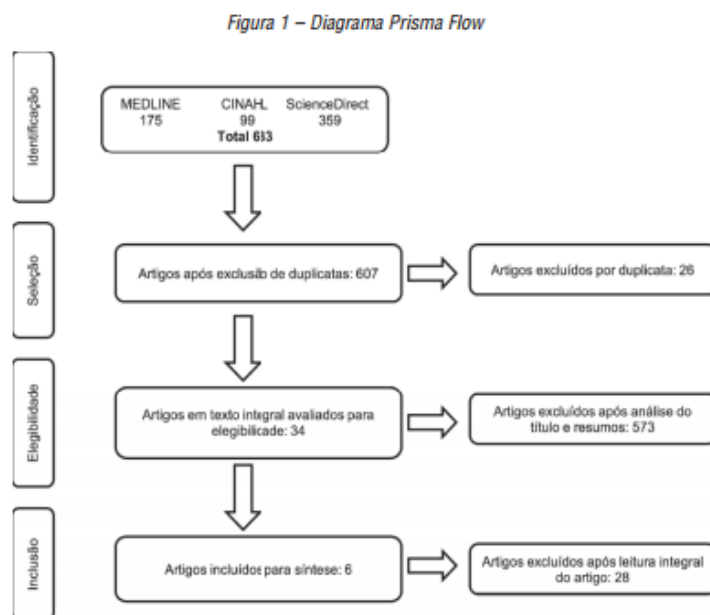 Figura 1 – Diagrama Prisma Flow
Identificação
MEDLINE CINAHL ScienceDirect
175 99 359
Total 633
Seleção
Artigos após exclusão de duplicatas: 607
Artigos excluídos por duplicata: 26
Elegibilidade
Artigos em texto integral avaliados para
elegibilicade: 34
Artigos excluídos após análise do
título e resumos: 573
Inclusão
Artigos incluídos para síntese: 6
Artigos excluídos após leitura integral
do artigo: 28